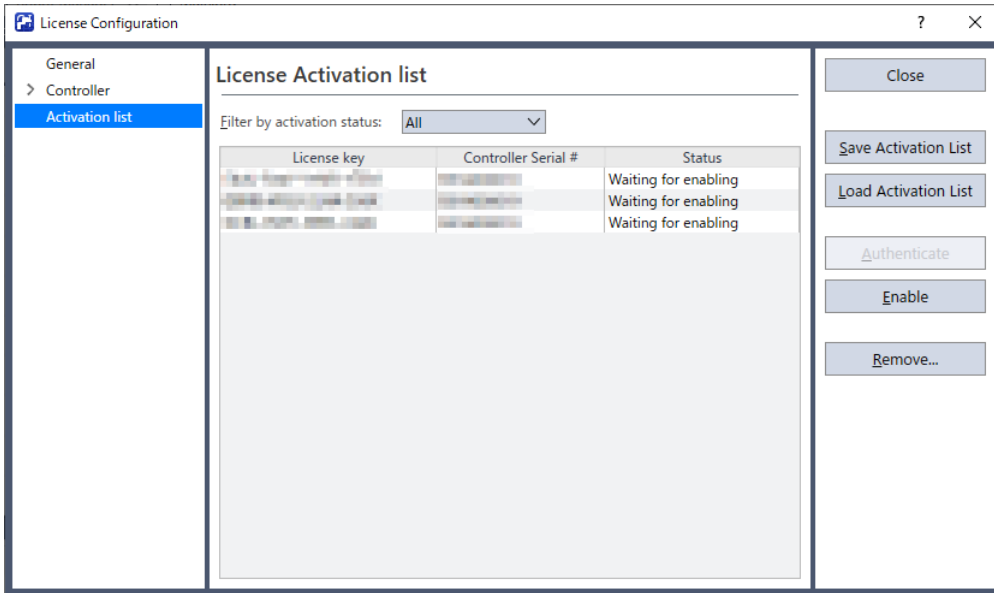 License Configuration
?
General
Controller
Activation list
License Activation list
Filter by activation status: All
License key Controller Serial # Status
Waiting for enabling
Waiting for enabling
Waiting for enabling
Close
Save Activation List
Load Activation List
Authenticate
Enable
Remove...